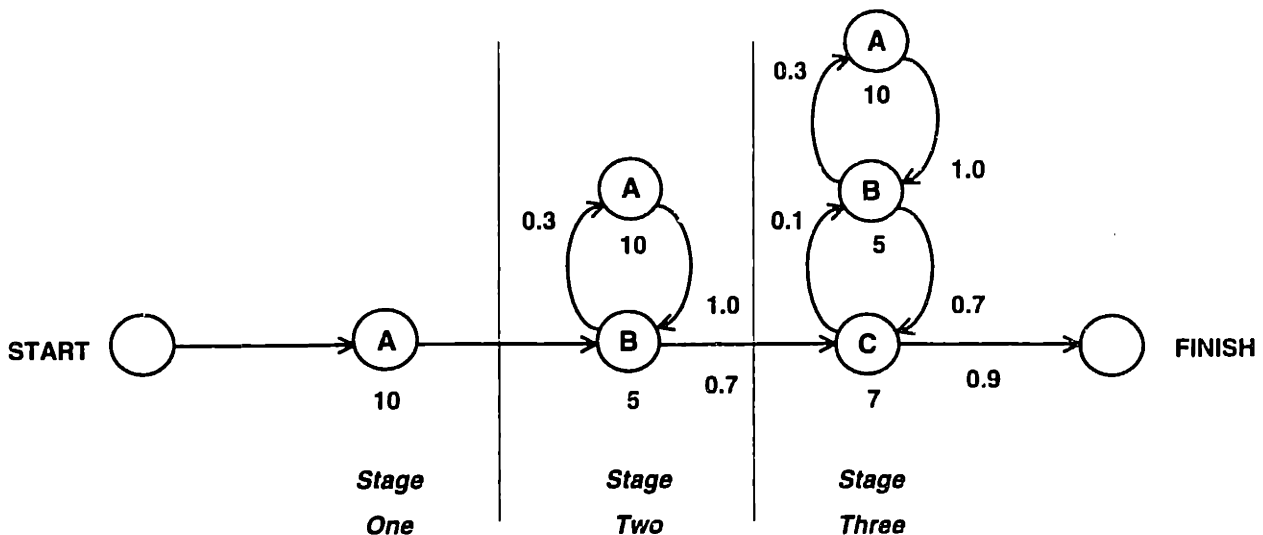 A
0.3
10
1.0
A
B
0.3
0.1
10
5
1.0
0.7
START
A
B
C
FINISH
10
5
0.7
7
0.9
Stage
One
Stage
Two
Stage
Three